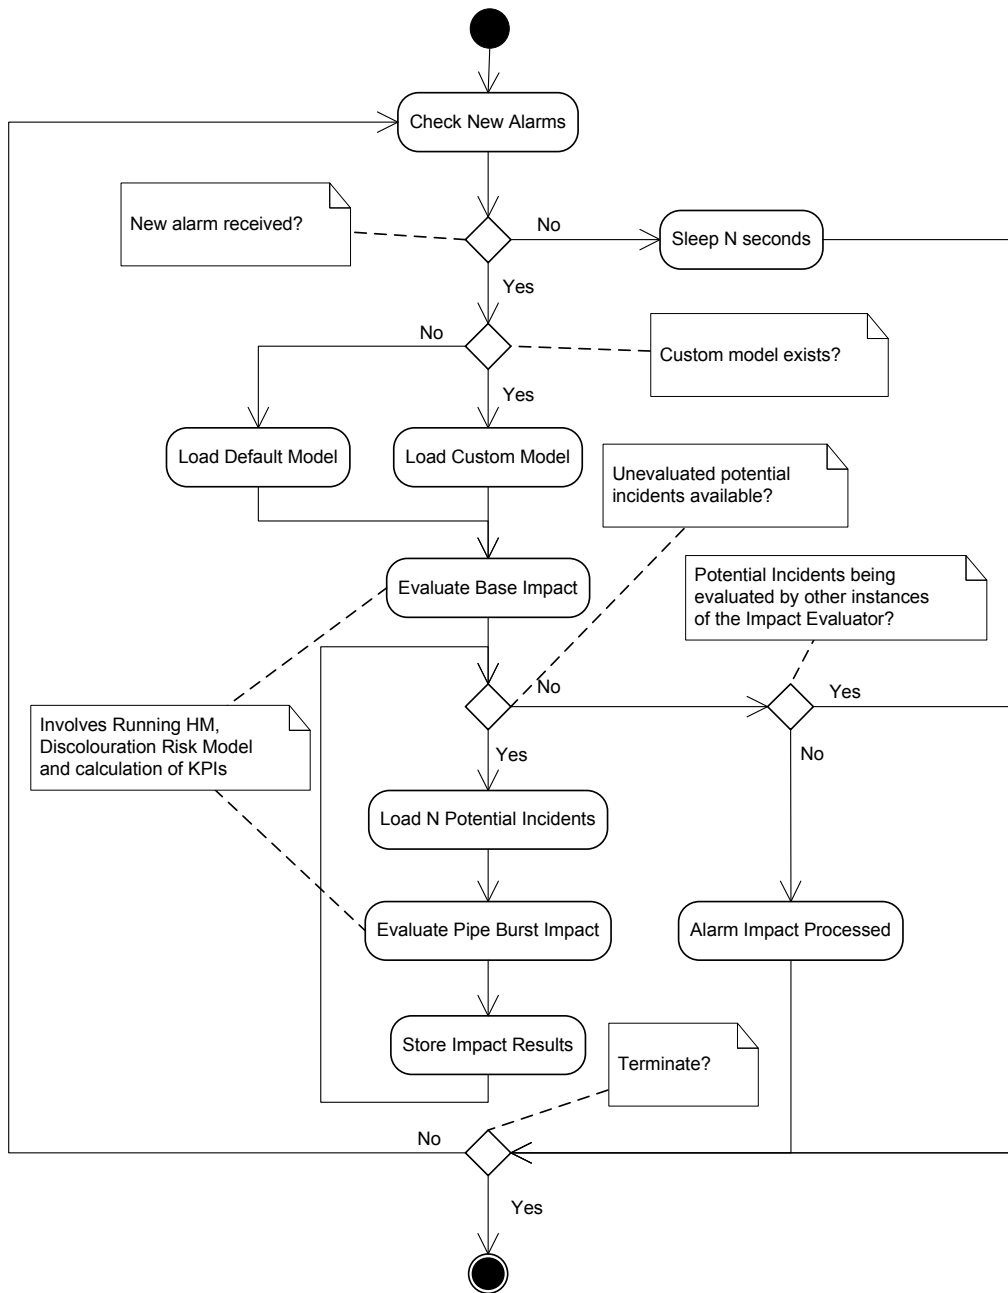 Check New Alarms
New alarm received?
No
Sleep N seconds
Yes
No
Custom model exists?
Yes
Load Default Model
Load Custom Model
Unevaluated potential
incidents available?
Evaluate Base Impact
Potential Incidents being
evaluated by other instances
of the Impact Evaluator?
No
Yes
Involves Running HM,
Discolouration Risk Model
and calculation of KPIs
Yes
No
Load N Potential Incidents
Evaluate Pipe Burst Impact
Alarm Impact Processed
Store Impact Results
Terminate?
No
Yes